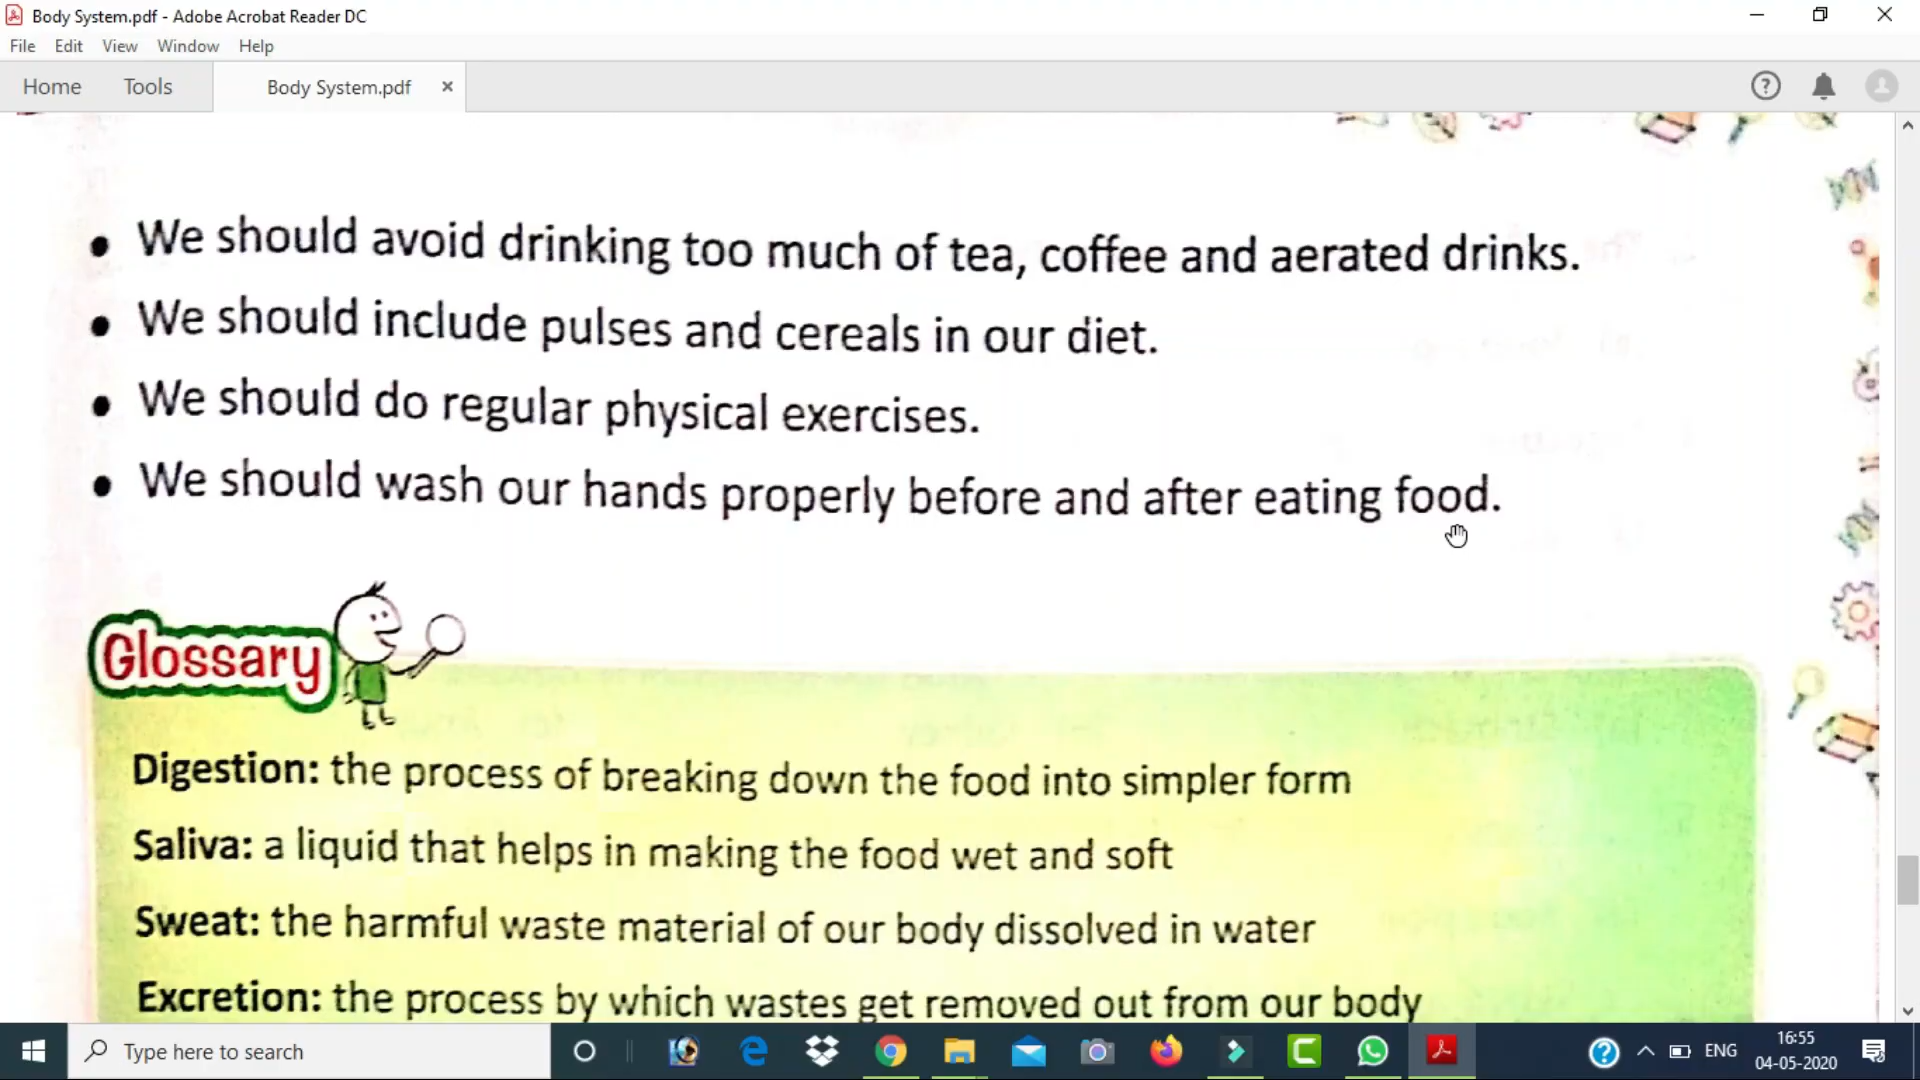 Body System.pdf - Adobe Acrobat Reader DC
File Edit View Window Help
Home Tools Body System.pdf ×
• We should avoid drinking too much of tea, coffee and aerated drinks.
• We should include pulses and cereals in our diet.
• We should do regular physical exercises.
• We should wash our hands properly before and after eating food.
Glossary
Digestion: the process of breaking down the food into simpler form
Saliva: a liquid that helps in making the food wet and soft
Sweat: the harmful waste material of our body dissolved in water
Excretion: the process by which wastes get removed out from our body
Type here to search
ENG
16:55
04-05-2020